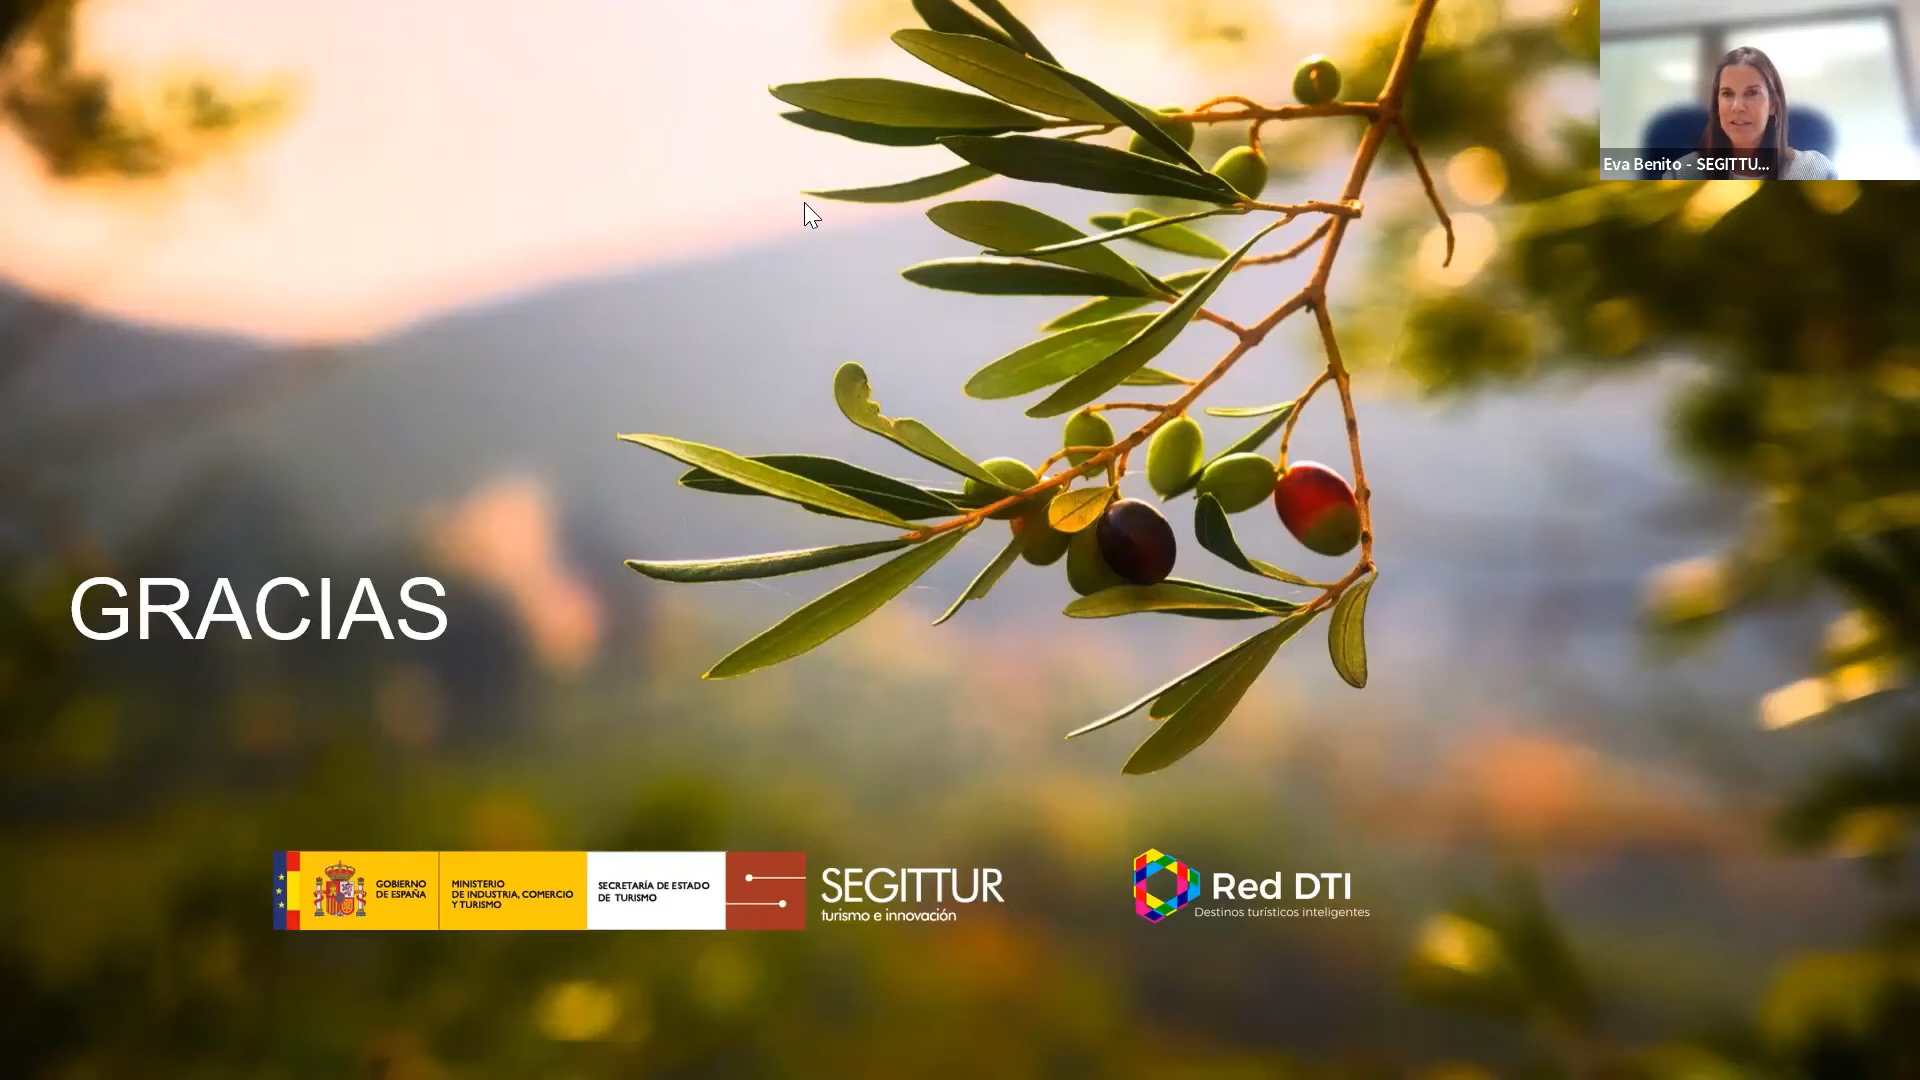 Eva Benito - SEGITTU...
GRACIAS
GOBIERNO
DE ESPAÑA
MINISTERIO
DE INDUSTRIA, COMERCIO
Y TURISMO
SECRETARÍA DE ESTADO
DE TURISMO
SEGITTUR
turismo e innovación
Red DTI
Destinos turísticos inteligentes